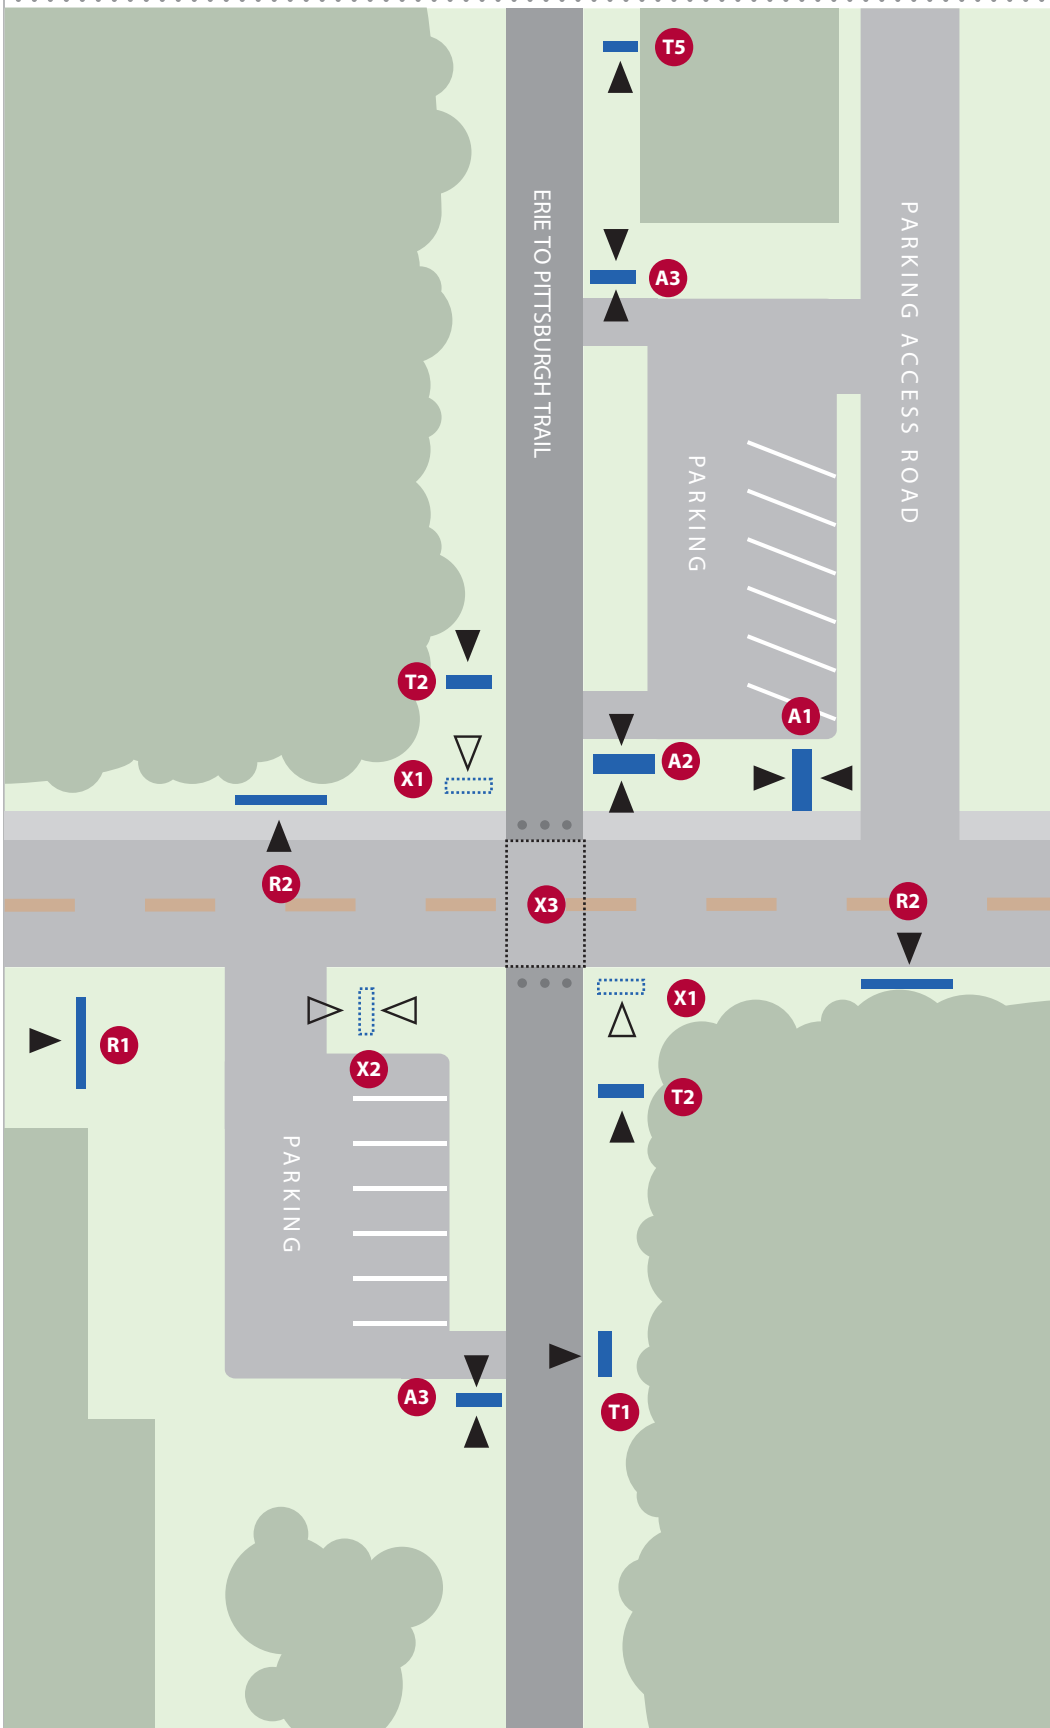 T5
ERIE TO PITTSBURGH TRAIL
PARKING ACCESS ROAD
A3
PARKING
T2
A1
A2
X1
R2
X3
R2
X1
R1
X2
T2
PARKING
A3
T1